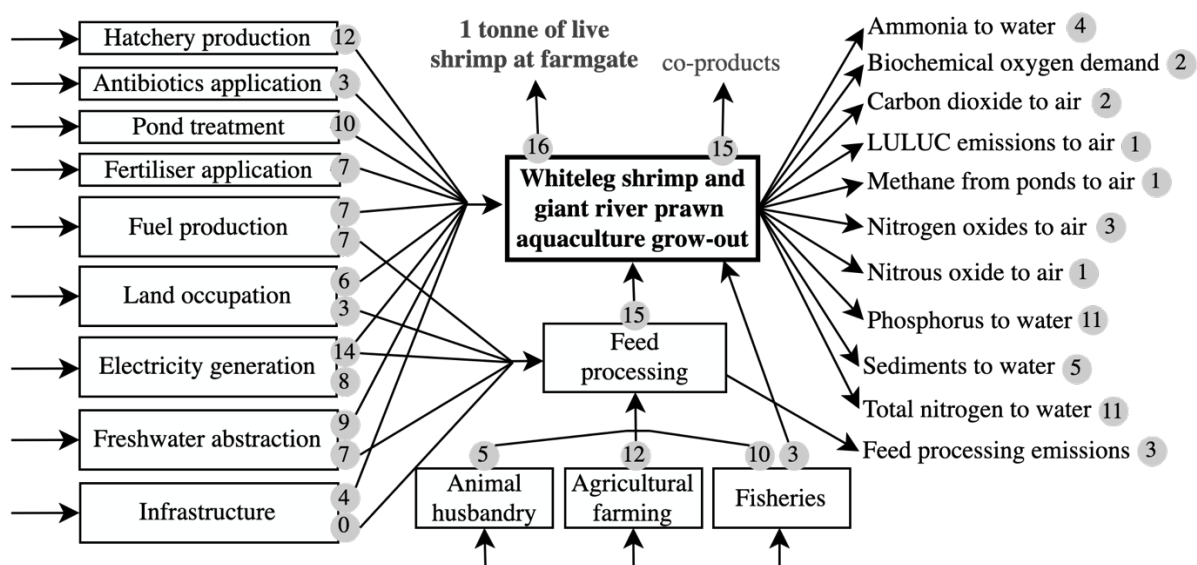 Hatchery production 12
Antibiotics application 3
Pond treatment 10
Fertiliser application 7
Fuel production 7
7
Land occupation 6
3
Electricity generation 14
8
Freshwater abstraction 9
7
Infrastructure 4
0
1 tonne of live
shrimp at farmgate
16
co-products
15
Whiteleg shrimp and
giant river prawn
aquaculture grow-out
15
Feed
processing
5
Animal
husbandry
12
Agricultural
farming
10 3
Fisheries
Ammonia to water 4
Biochemical oxygen demand 2
Carbon dioxide to air 2
LULUC emissions to air 1
Methane from ponds to air 1
Nitrogen oxides to air 3
Nitrous oxide to air 1
Phosphorus to water 11
Sediments to water 5
Total nitrogen to water 11
Feed processing emissions 3